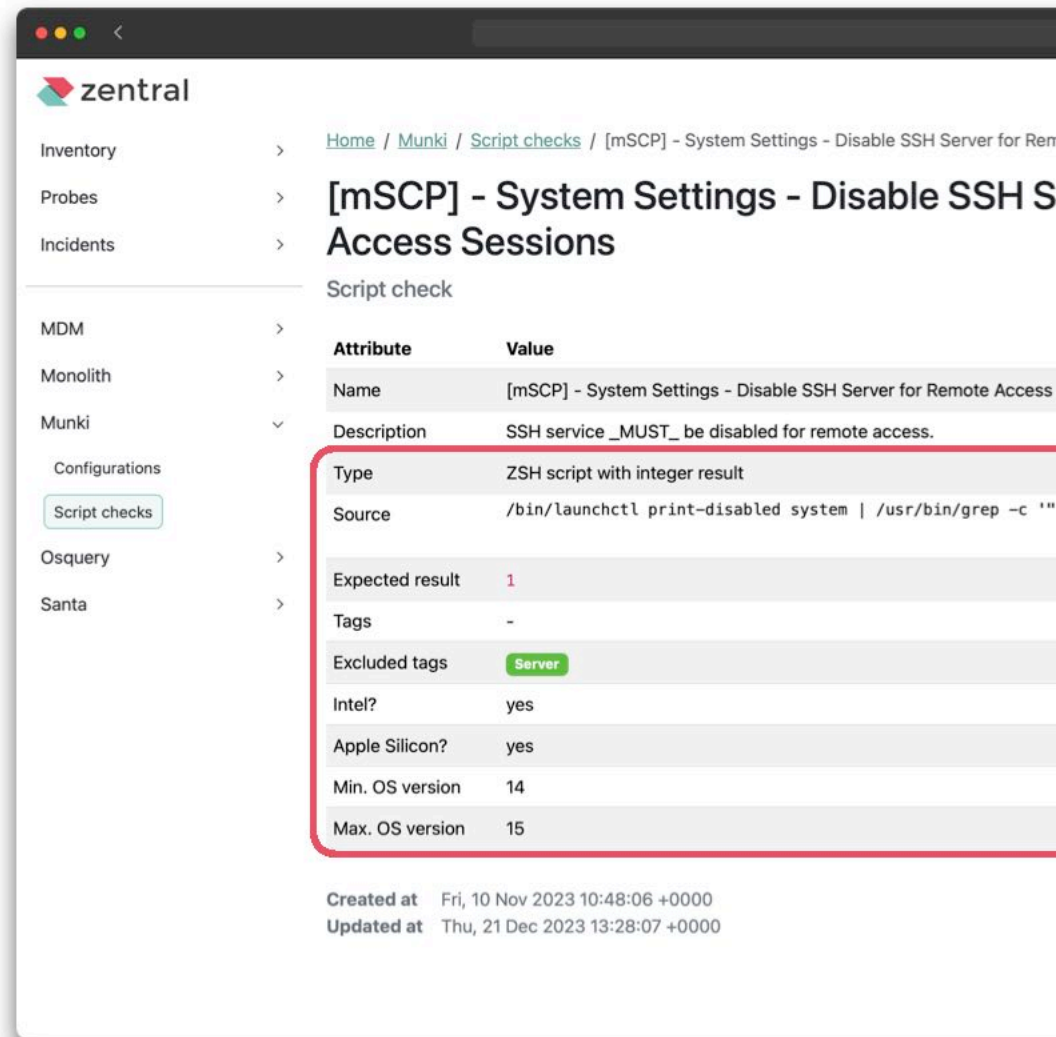 zentral
Inventory
Probes
Incidents
MDM
Monolith
Munki
Configurations
Script checks
Osquery
Santa
Home / Munki / Script checks / [mSCP] - System Settings - Disable SSH Server for Rem
[mSCP] - System Settings - Disable SSH S
Access Sessions
Script check
Attribute Value
Name [mSCP] - System Settings - Disable SSH Server for Remote Access
Description SSH service _MUST_ be disabled for remote access.
Type ZSH script with integer result
Source /bin/launchctl print-disabled system | /usr/bin/grep -c '"
Expected result 1
Tags -
Excluded tags Server
Intel? yes
Apple Silicon? yes
Min. OS version 14
Max. OS version 15
Created at Fri, 10 Nov 2023 10:48:06 +0000
Updated at Thu, 21 Dec 2023 13:28:07 +0000